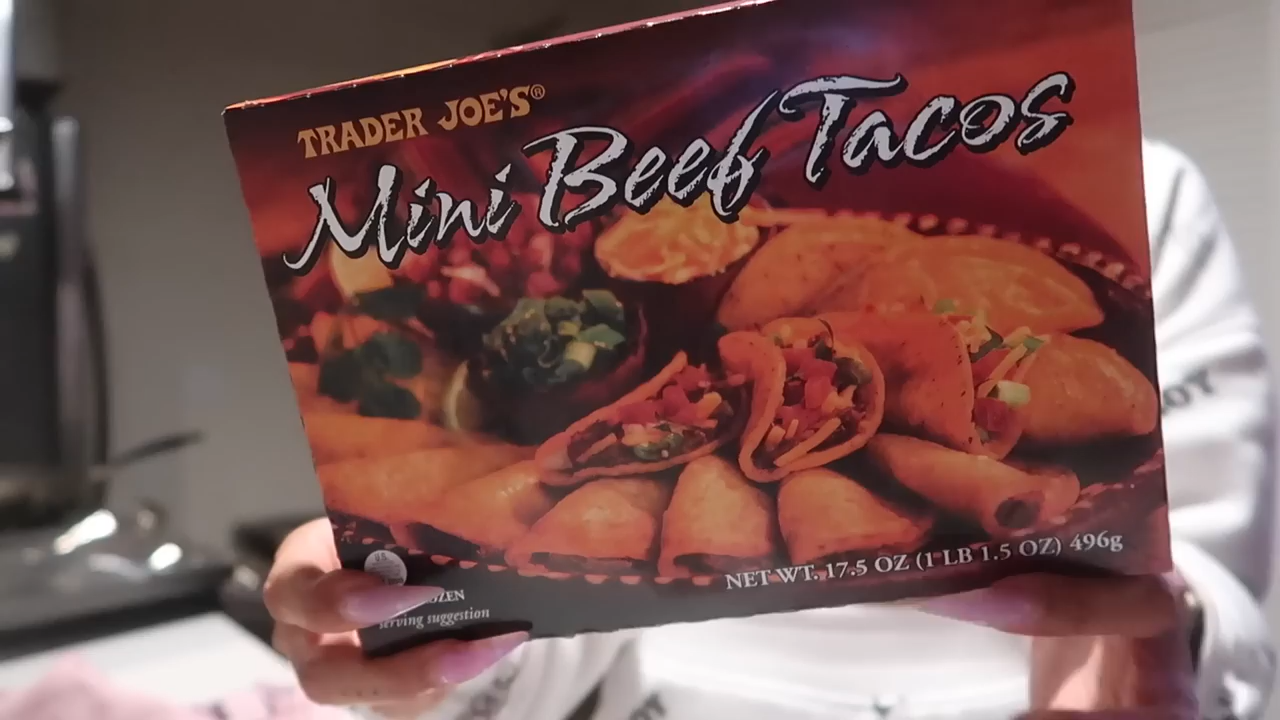 TRADER JOE'S®
Mini Beef Tacos
NET WT. 17.5 OZ (1 LB 1.5 OZ) 496g
serving suggestion